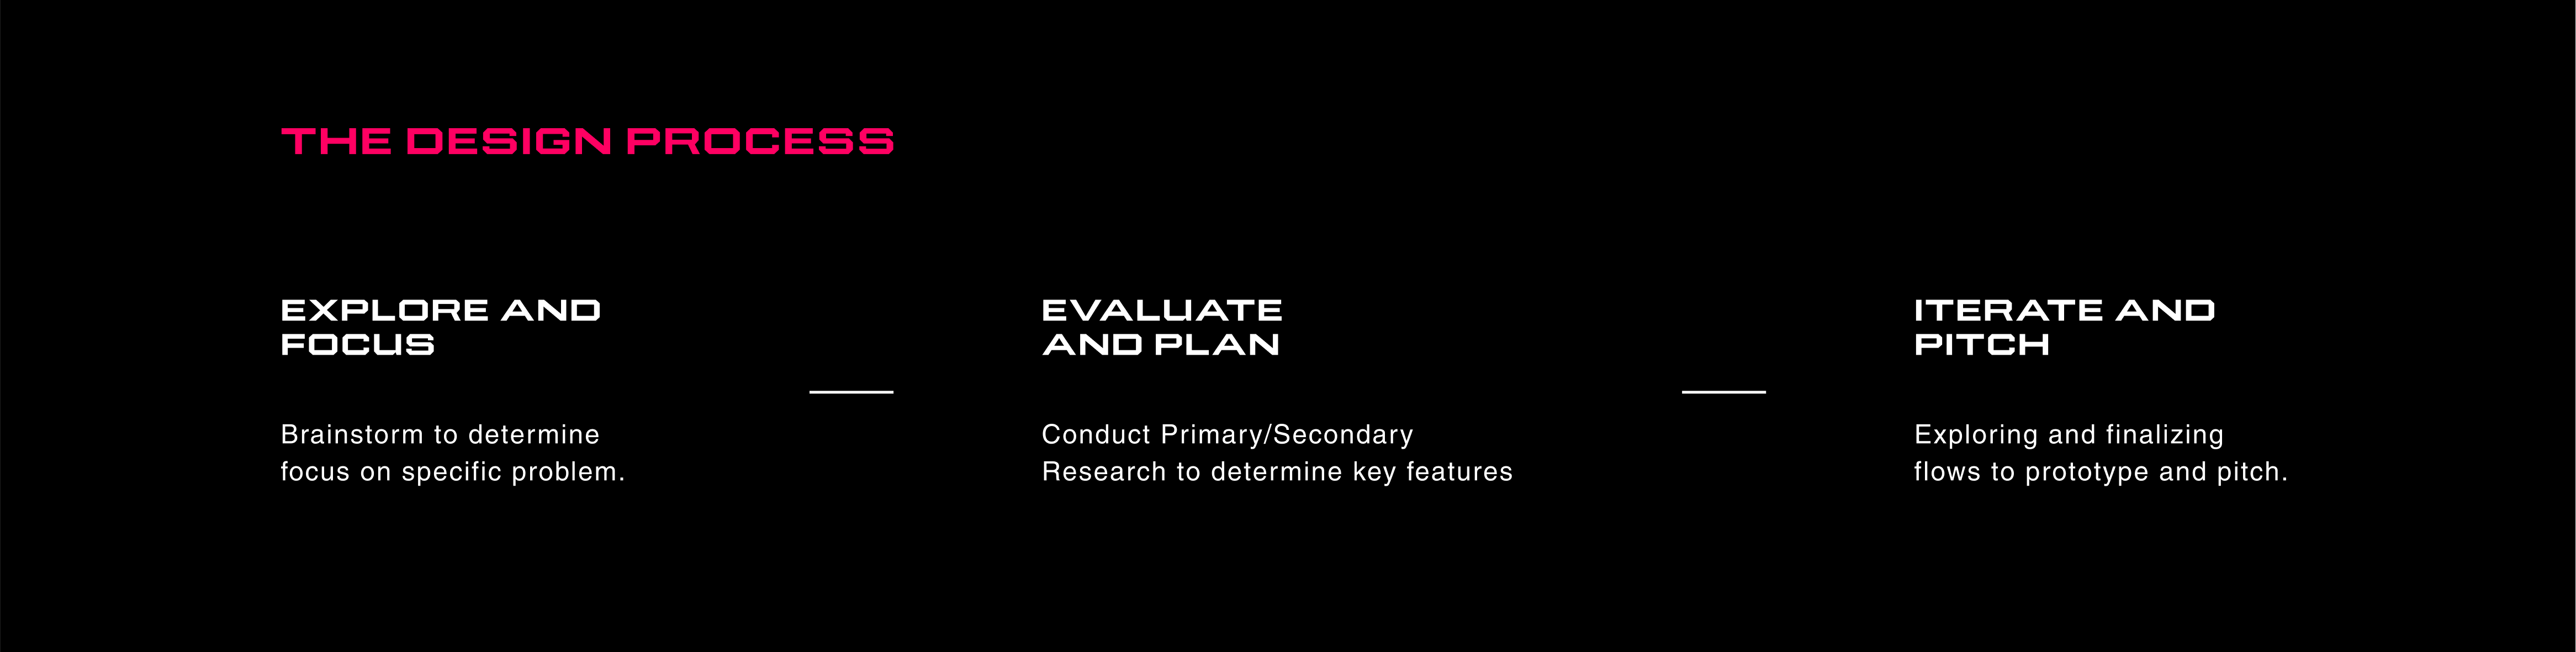 THE DESIGN PROCESS
EXPLORE AND
FOCUS
Brainstorm to determine
focus on specific problem.
EVALUATE
AND PLAN
Conduct Primary/Secondary
Research to determine key features
ITERATE AND
PITCH
Exploring and finalizing
flows to prototype and pitch.